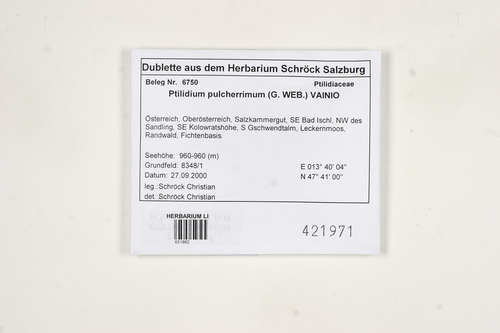 Dublette aus dem Herbarium Schröck Salzburg
Beleg Nr. 6750 Ptilidiaceae
Ptilidium pulcherrimum (G. WEB.) VAINIO
Österreich, Oberösterreich, Salzkammergut, SE Bad Ischl, NW des
Sandling, SE Kolowratshöhe, S Gschwendtalm, Leckernmoos,
Randwald, Fichtenbasis.
Seehöhe: 960-960 (m) E 013° 40' 04''
Grundfeld: 8348/1 N 47° 41' 00''
Datum: 27.09.2000
leg.:Schröck Christian
det.:Schröck Christian
HERBARIUM LI
421971